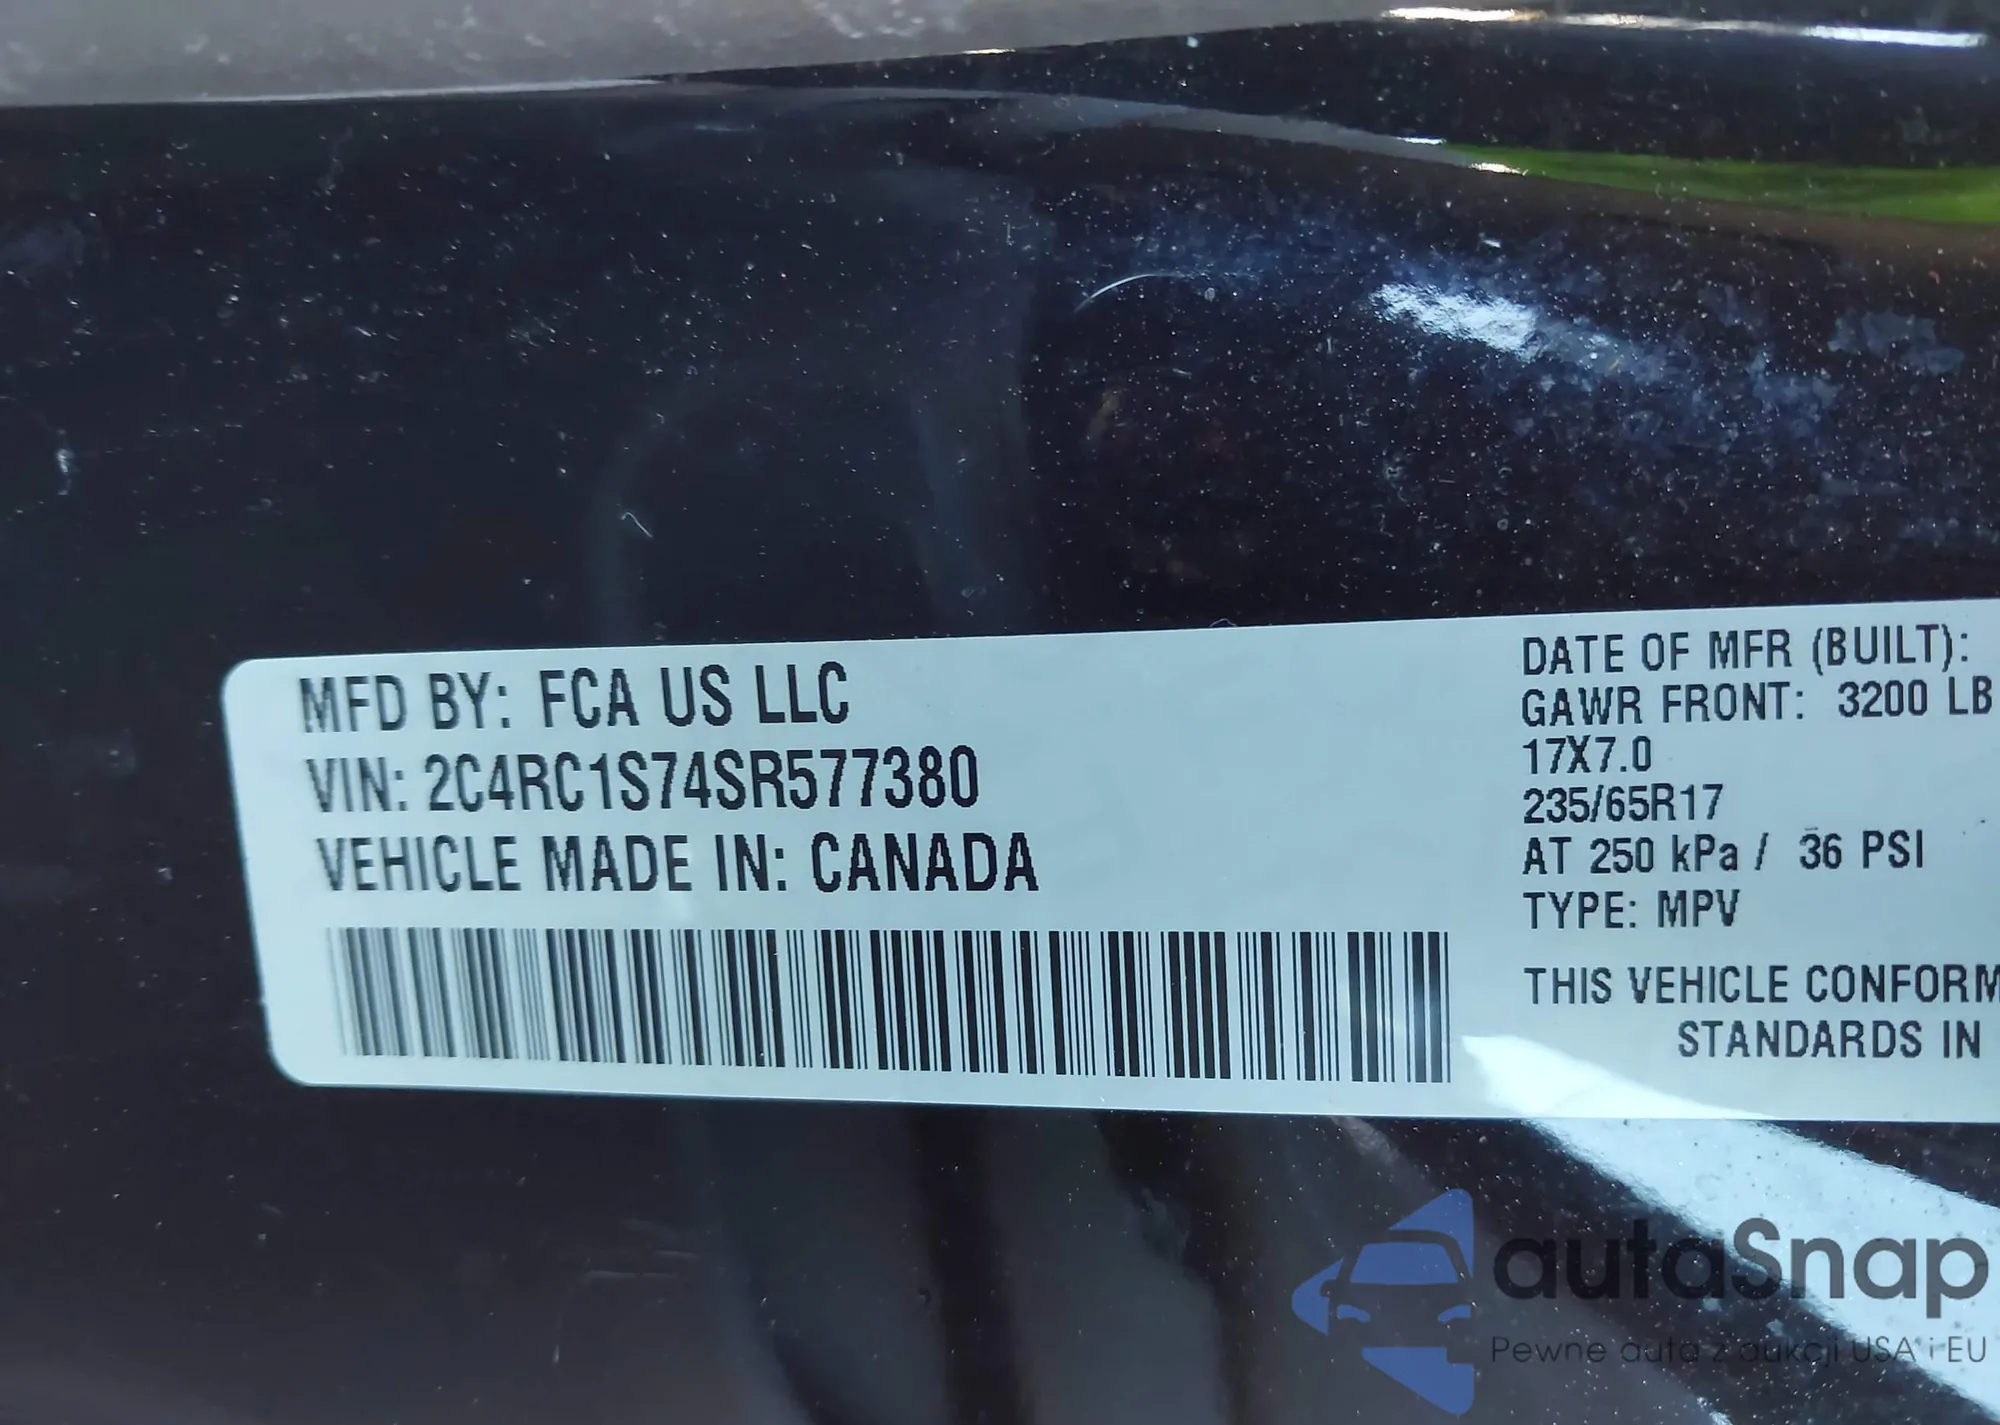 MFD BY: FCA US LLC
VIN: 2C4RC1S74SR577380
VEHICLE MADE IN: CANADA
DATE OF MFR (BUILT):
GAWR FRONT: 3200 LB
17X7.0
235/65R17
AT 250 kPa / 36 PSI
TYPE: MPV
THIS VEHICLE CONFORM
STANDARDS IN
autaSnap
Pewne auta z aukcji USA i EU